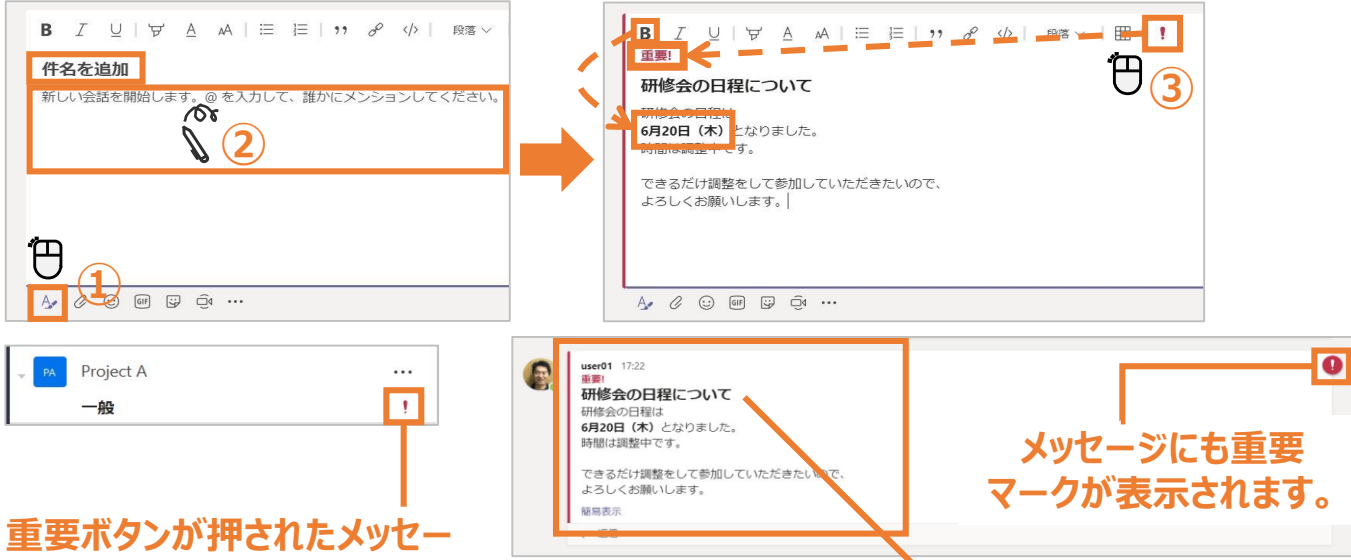 B I U A AA 段落
件名を追加
新しい会話を開始します。@ を入力して、誰かにメンションしてください。
②
①
GIF
B I U A AA 段落 !
重要!
③
研修会の日程について
研修会の日程は
6月20日（木）となりました。
時間は調整中です。
できるだけ調整をして参加していただきたいので、
よろしくお願いします。
GIF
PA Project A
一般 !
重要ボタンが押されたメッセー
user01 17:22
重要!
研修会の日程について
研修会の日程は
6月20日（木）となりました。
時間は調整中です。
できるだけ調整をして参加していただきたいので、
よろしくお願いします。
簡易表示
返信
!
メッセージにも重要
マークが表示されます。